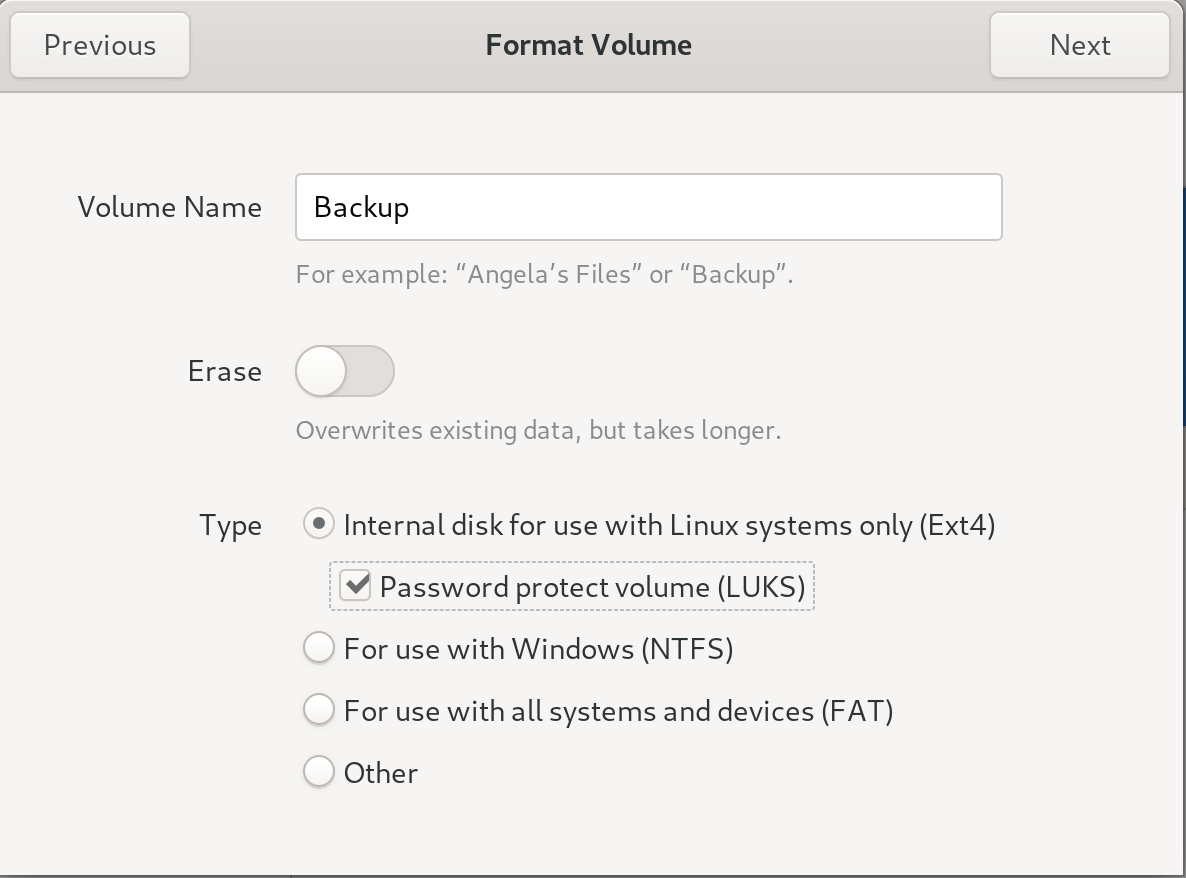 Previous
Format Volume
Next
Volume Name
Backup
For example: “Angela’s Files” or “Backup”.
Erase
Overwrites existing data, but takes longer.
Type
Internal disk for use with Linux systems only (Ext4)
Password protect volume (LUKS)
For use with Windows (NTFS)
For use with all systems and devices (FAT)
Other